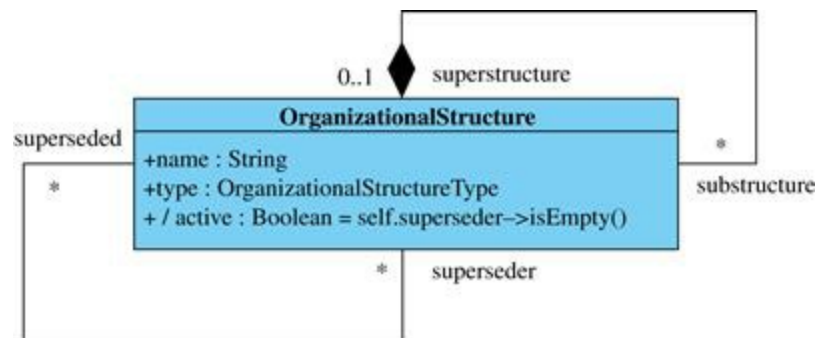 0..1 superstructure
OrganizationalStructure
superseded
*
+name : String
+type : OrganizationalStructureType
+ / active : Boolean = self.superseder–>isEmpty()
*
substructure
* superseder